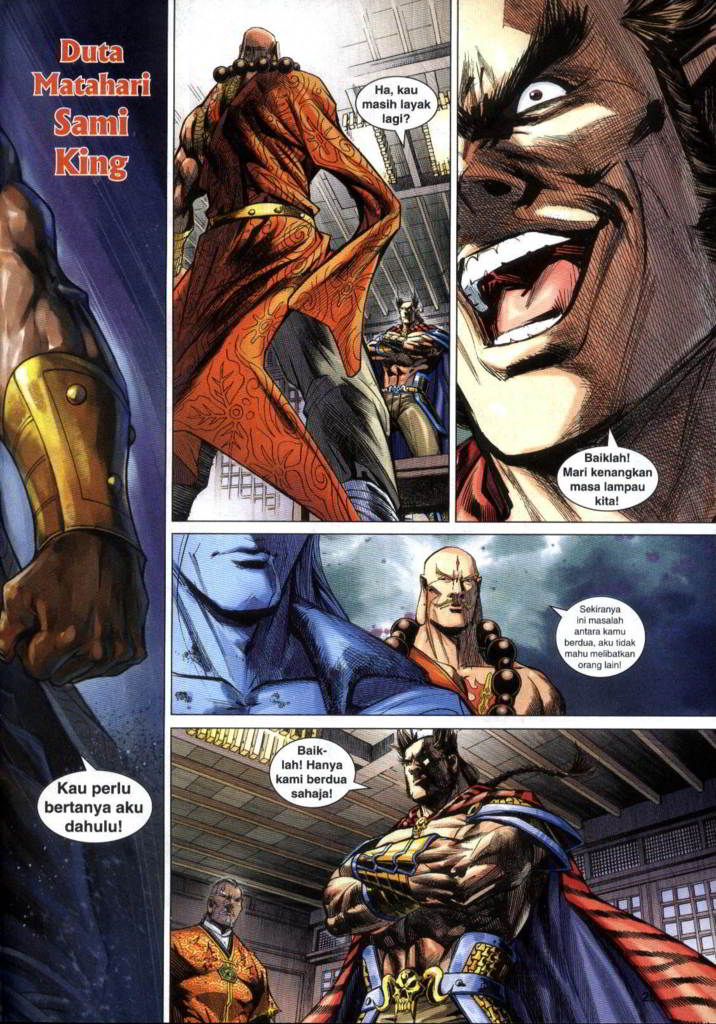 Duta
Matahari
Sami
King
Kau perlu
bertanya aku
dahulu!
Ha, kau
masih layak
lagi?
Baiklah!
Mari kenangkan
masa lampau
kita!
Sekiranya
ini masalah
antara kamu
berdua, aku tidak
mahu melibatkan
orang lain!
Baik-
lah! Hanya
kami berdua
sahaja!